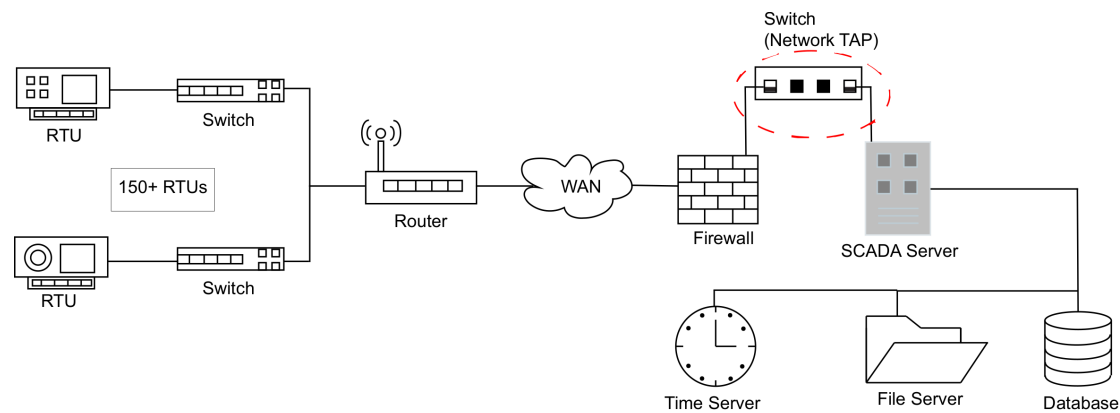 Switch
(Network TAP)
RTU
Switch
150+ RTUs
Router
WAN
Firewall
SCADA Server
RTU
Switch
Time Server
File Server
Database